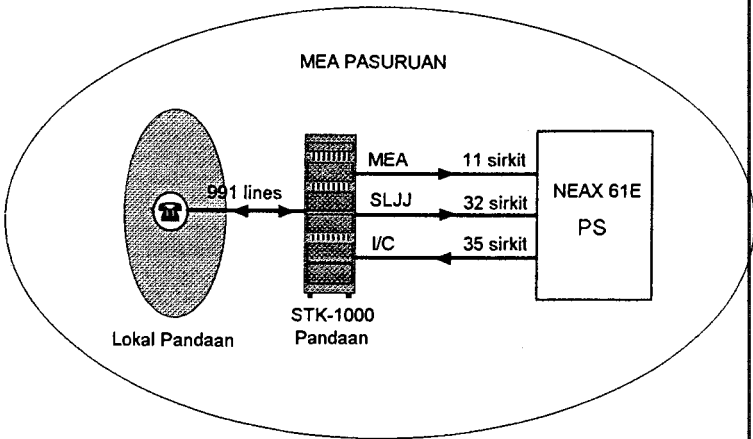 MEA PASURUAN
991 lines
MEA 11 sirkit
SLJJ 32 sirkit
I/C 35 sirkit
NEAX 61E
PS
Lokal Pandaan
STK-1000
Pandaan